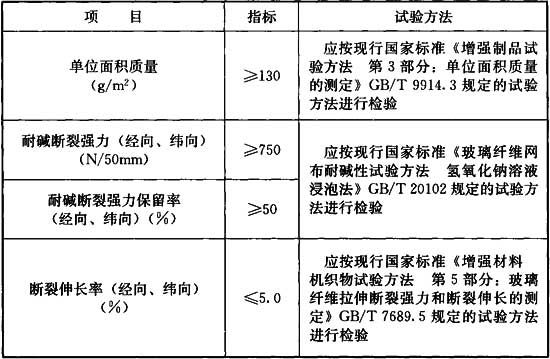 项 目 指标 试验方法
单位面积质量
（g/m²）
≥130
应按现行国家标准《增强制品试
验方法 第3部分：单位面积质量
的测定》GB/T 9914.3 规定的试验
方法进行检验
耐碱断裂强力（经向、纬向）
（N/50mm）
≥750
应按现行国家标准《玻璃纤维网
布耐碱性试验方法 氢氧化钠溶液
浸泡法》GB/T 20102 规定的试验方
法进行检验
耐碱断裂强力保留率
（经向、纬向）（%）
≥50
断裂伸长率（经向、纬向）
（%）
≤5.0
应按现行国家标准《增强材料
机织物试验方法 第5部分：玻璃
纤维拉伸断裂强力和断裂伸长的测
定》GB/T 7689.5 规定的试验方法
进行检验